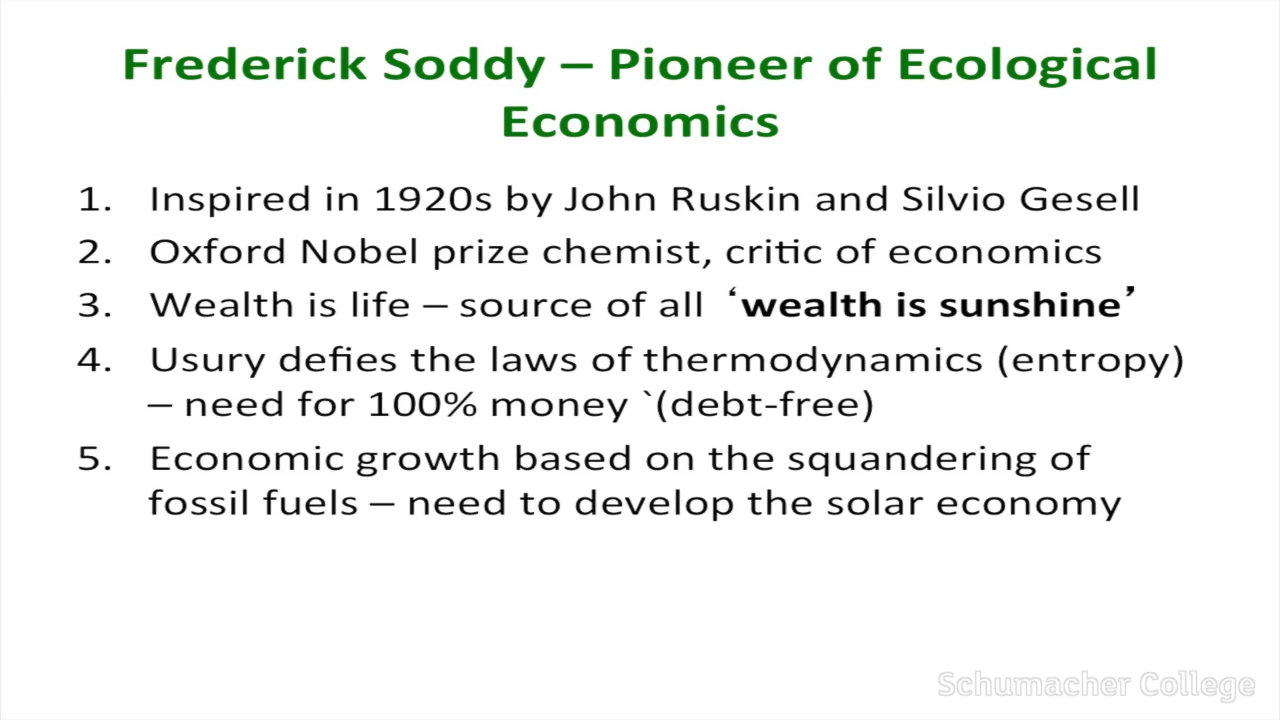 Frederick Soddy – Pioneer of Ecological
Economics
1. Inspired in 1920s by John Ruskin and Silvio Gesell
2. Oxford Nobel prize chemist, critic of economics
3. Wealth is life – source of all ‘wealth is sunshine’
4. Usury defies the laws of thermodynamics (entropy)
– need for 100% money `(debt-free)
5. Economic growth based on the squandering of
fossil fuels – need to develop the solar economy
Schumacher College